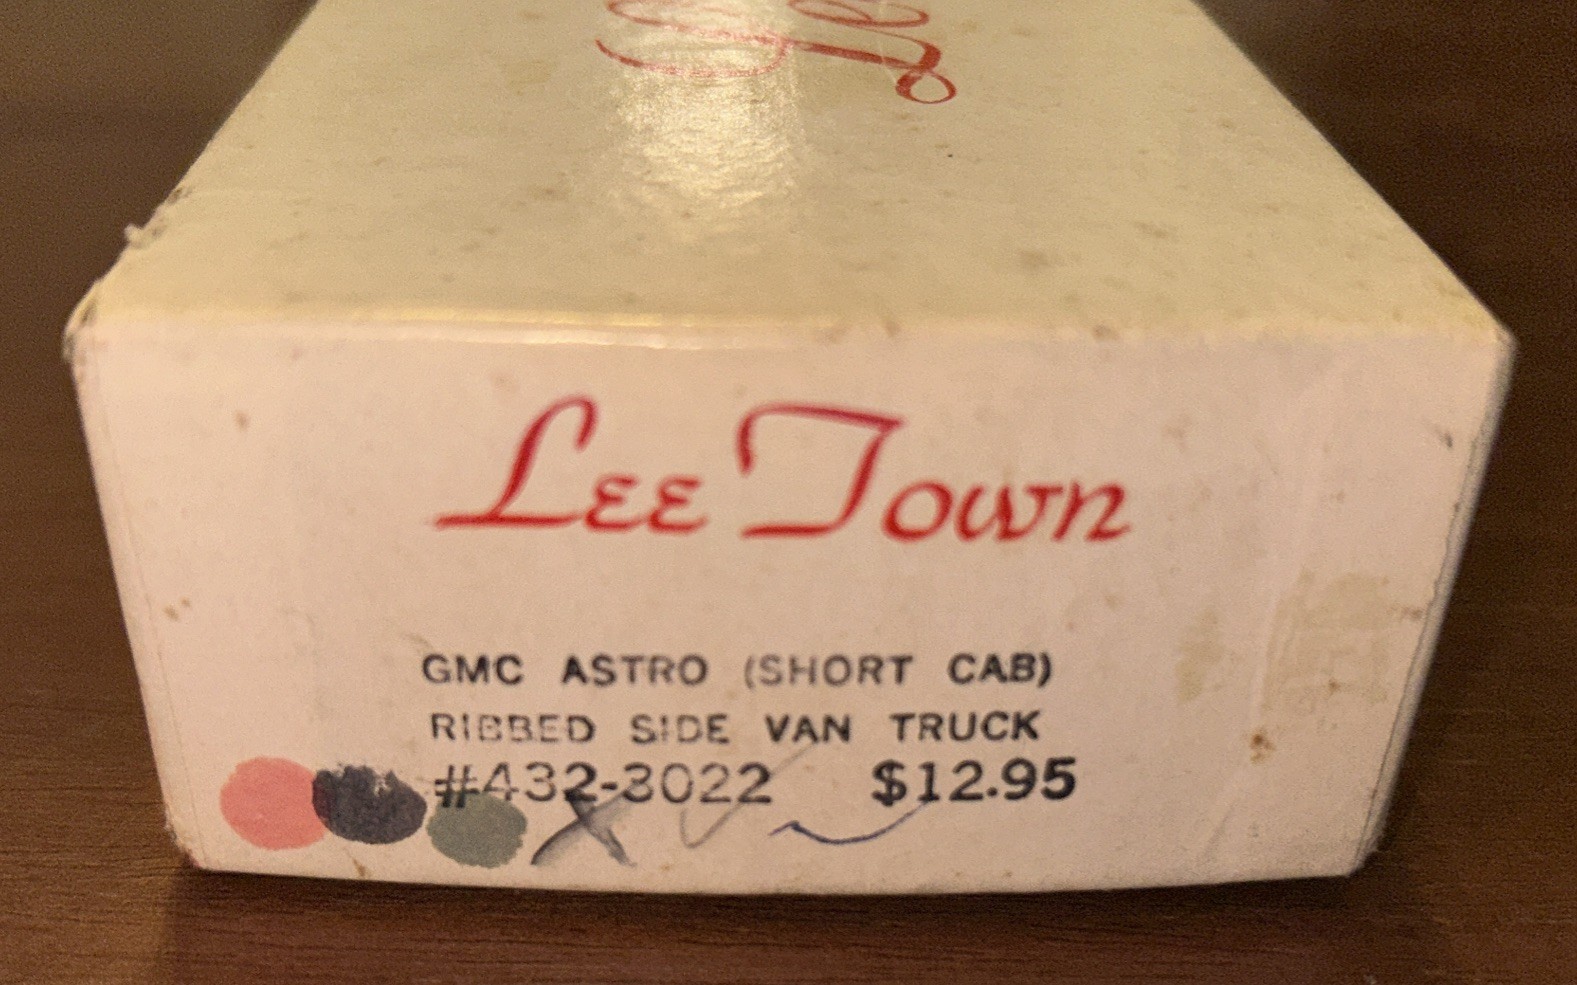 Lee Town
GMC ASTRO (SHORT CAB)
RIBBED SIDE VAN TRUCK
#432-3022 $12.95